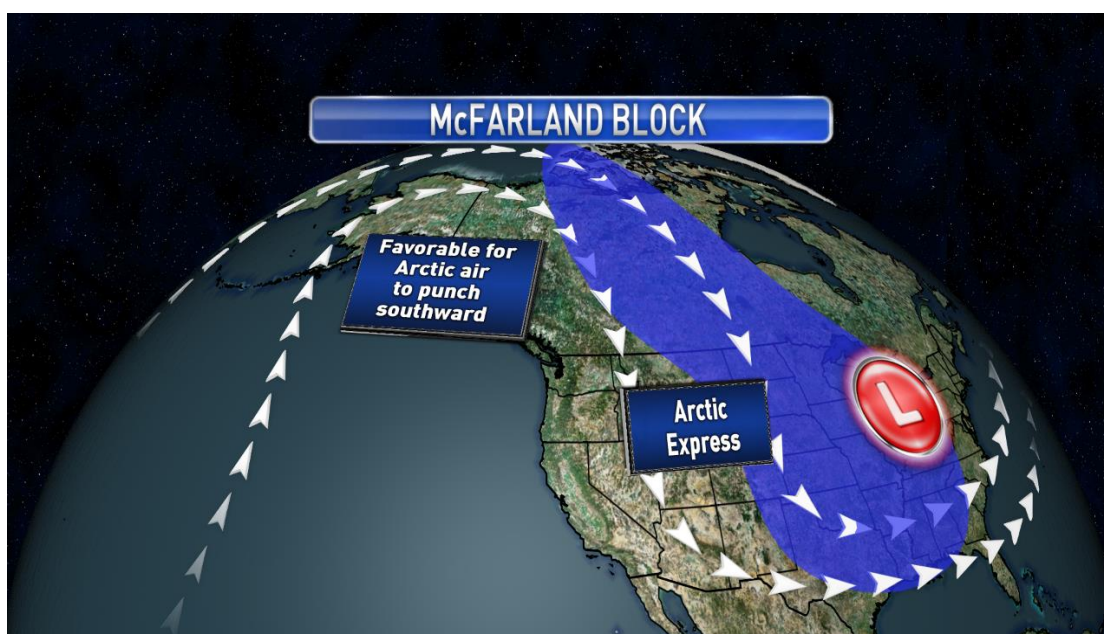 McFARLAND BLOCK
Favorable for
Arctic air
to punch
southward
Arctic
Express
L